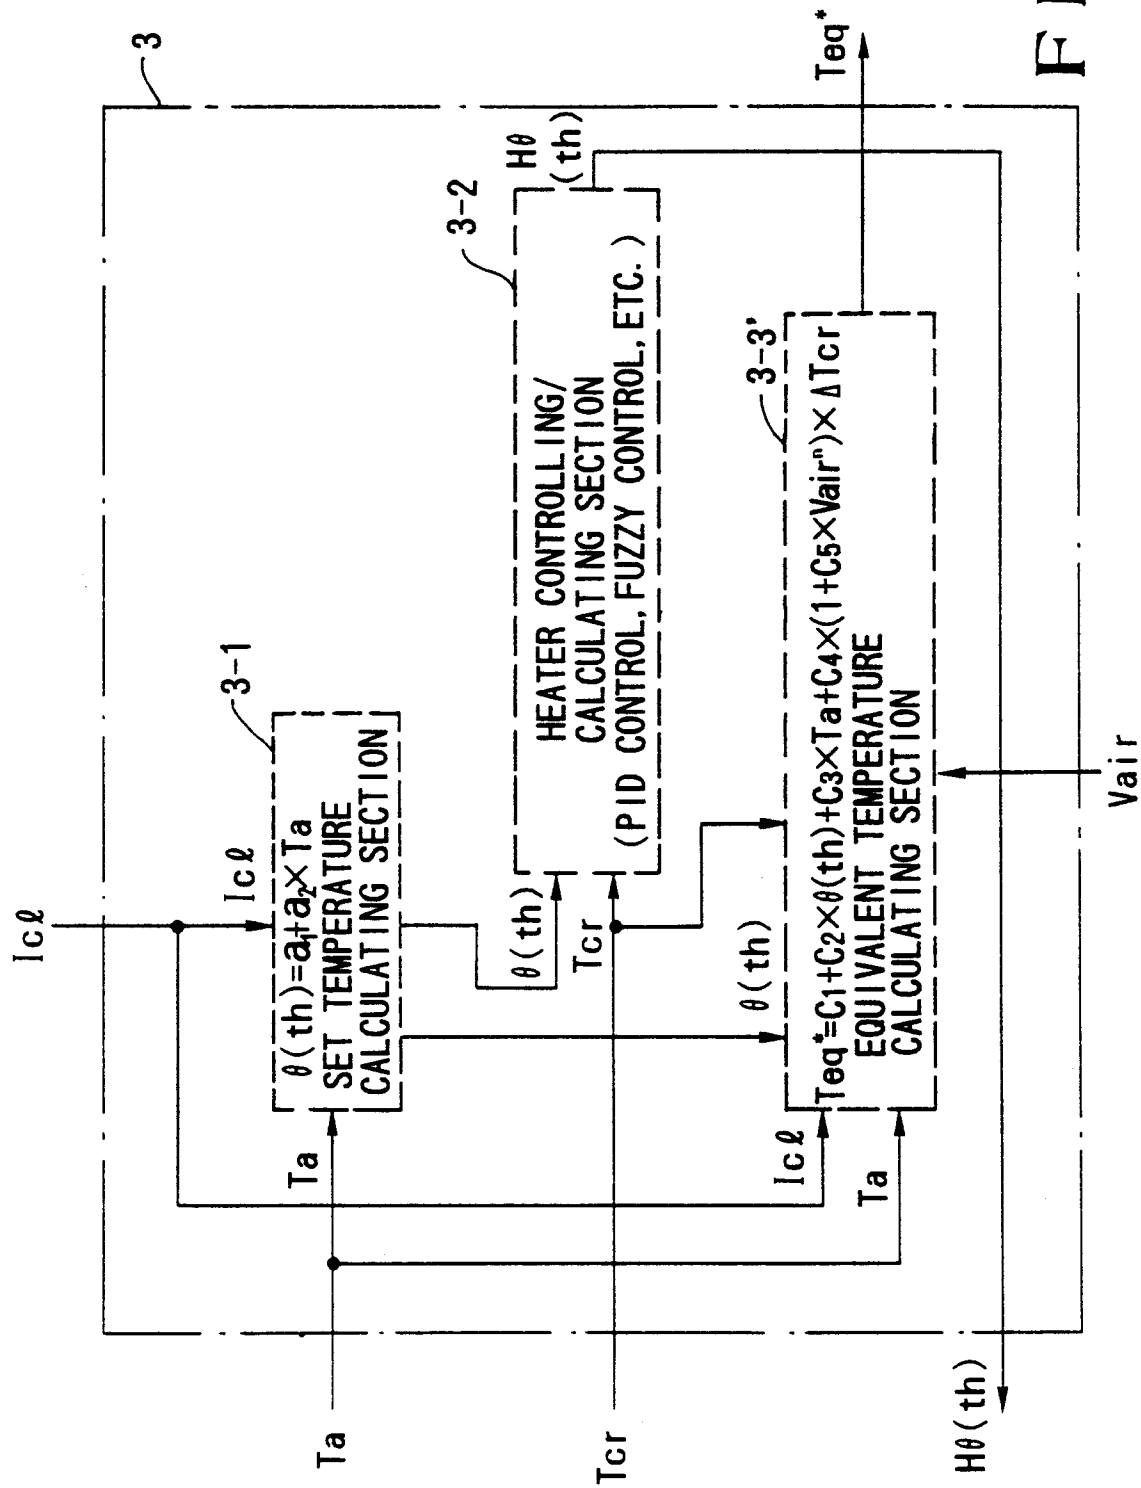 Icℓ
3
3-1
Icℓ
Ta
θ(th)=a₁+a₂×Ta
SET TEMPERATURE
CALCULATING SECTION
Ta
3-2
θ(th)
Tcr
HEATER CONTROLLING/
CALCULATING SECTION
(PID CONTROL, FUZZY CONTROL, ETC.)
Hθ
(th)
Tcr
θ(th)
3-3'
Icℓ
Ta
Teq*=C₁+C₂×θ(th)+C₃×Ta+C₄×(1+C₅×Vairⁿ)×ΔTcr
EQUIVALENT TEMPERATURE
CALCULATING SECTION
Teq*
Hθ(th)
Vair